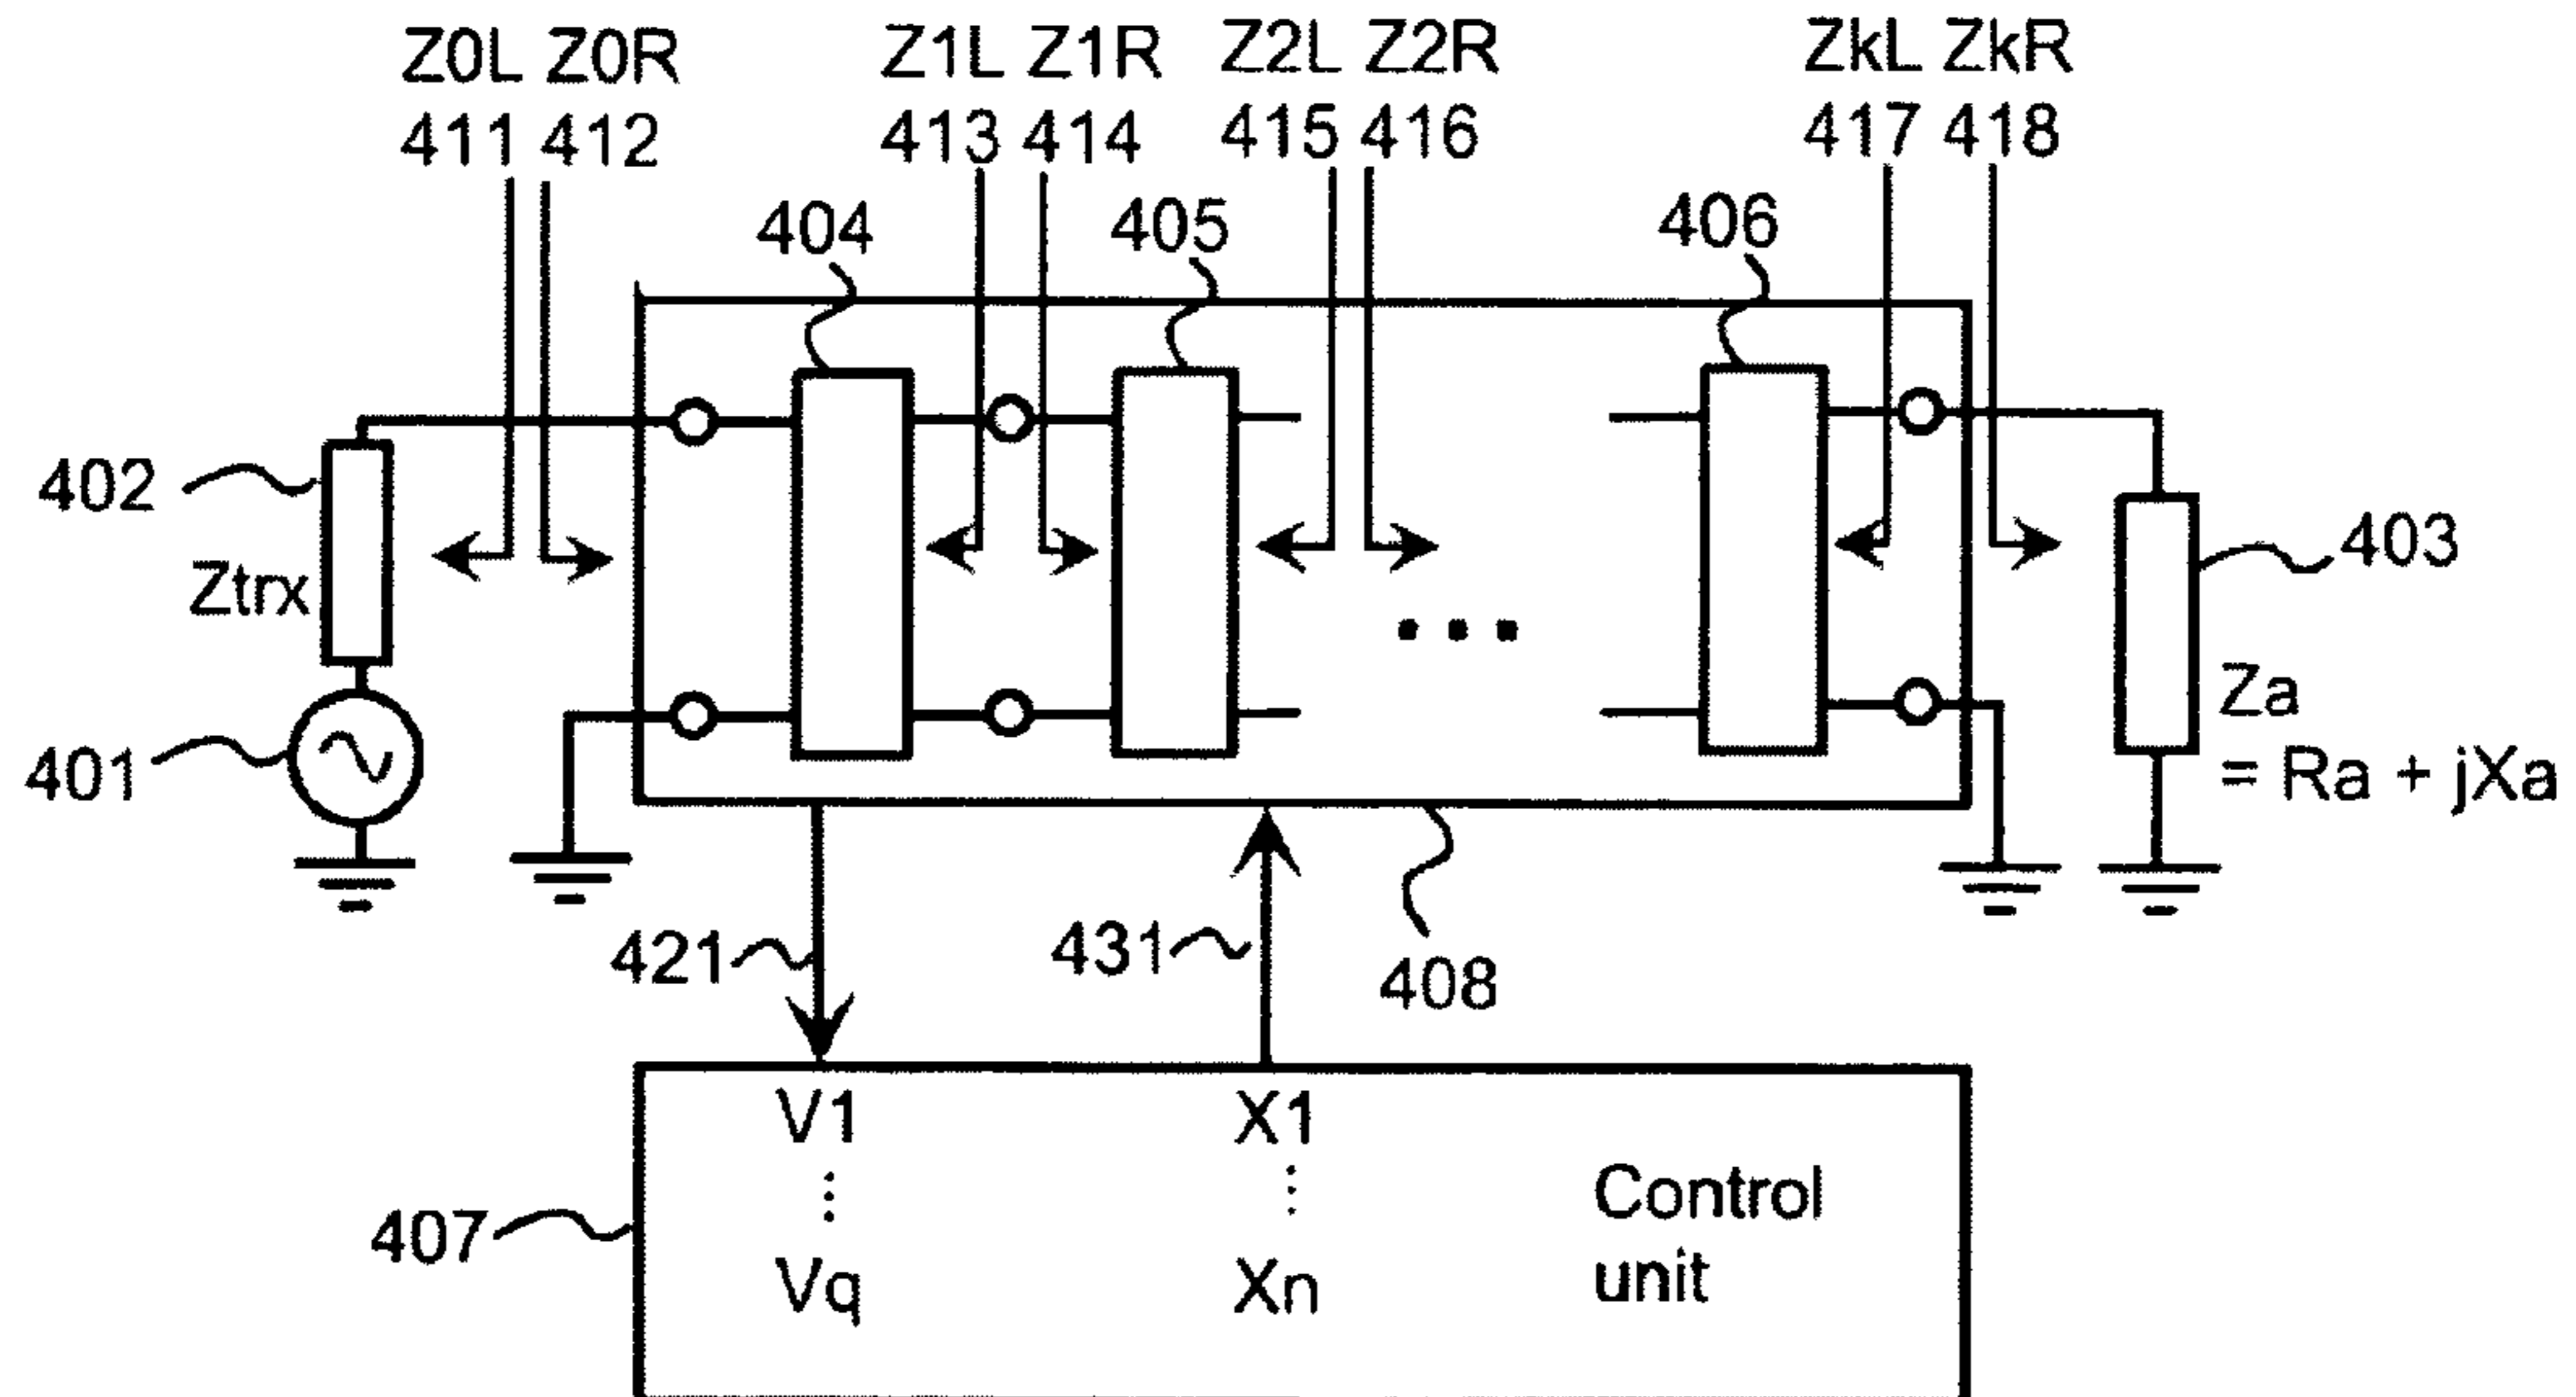 Z0L Z0R Z1L Z1R Z2L Z2R ZkL ZkR
411 412 413 414 415 416 417 418
404 405 406
402
403
Ztrx
Za
= Ra + jXa
401
421 431 408
V1 X1
⋮ ⋮
Control
407 unit
Vq Xn